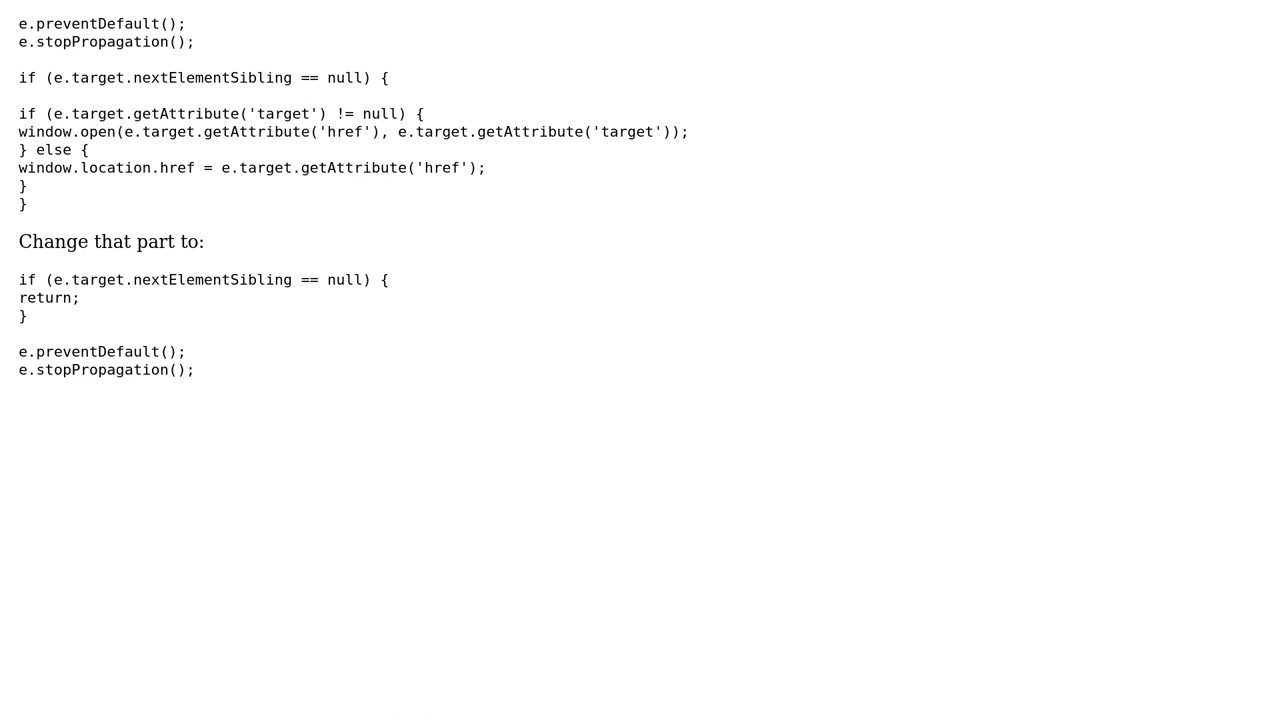 e.preventDefault();
e.stopPropagation();
if (e.target.nextElementSibling == null) {
if (e.target.getAttribute('target') != null) {
window.open(e.target.getAttribute('href'), e.target.getAttribute('target'));
} else {
window.location.href = e.target.getAttribute('href');
}
}
Change that part to:
if (e.target.nextElementSibling == null) {
return;
}
e.preventDefault();
e.stopPropagation();